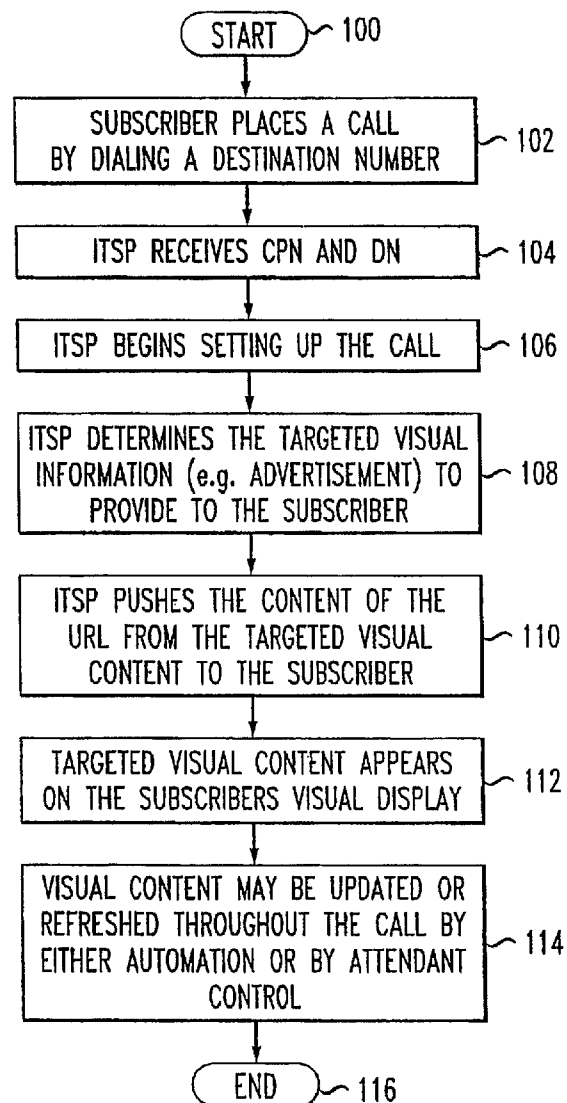 START
100
SUBSCRIBER PLACES A CALL
BY DIALING A DESTINATION NUMBER
102
ITSP RECEIVES CPN AND DN
104
ITSP BEGINS SETTING UP THE CALL
106
ITSP DETERMINES THE TARGETED VISUAL
INFORMATION (e.g. ADVERTISEMENT) TO
PROVIDE TO THE SUBSCRIBER
108
ITSP PUSHES THE CONTENT OF THE
URL FROM THE TARGETED VISUAL
CONTENT TO THE SUBSCRIBER
110
TARGETED VISUAL CONTENT APPEARS
ON THE SUBSCRIBERS VISUAL DISPLAY
112
VISUAL CONTENT MAY BE UPDATED OR
REFRESHED THROUGHOUT THE CALL BY
EITHER AUTOMATION OR BY ATTENDANT
CONTROL
114
END
116